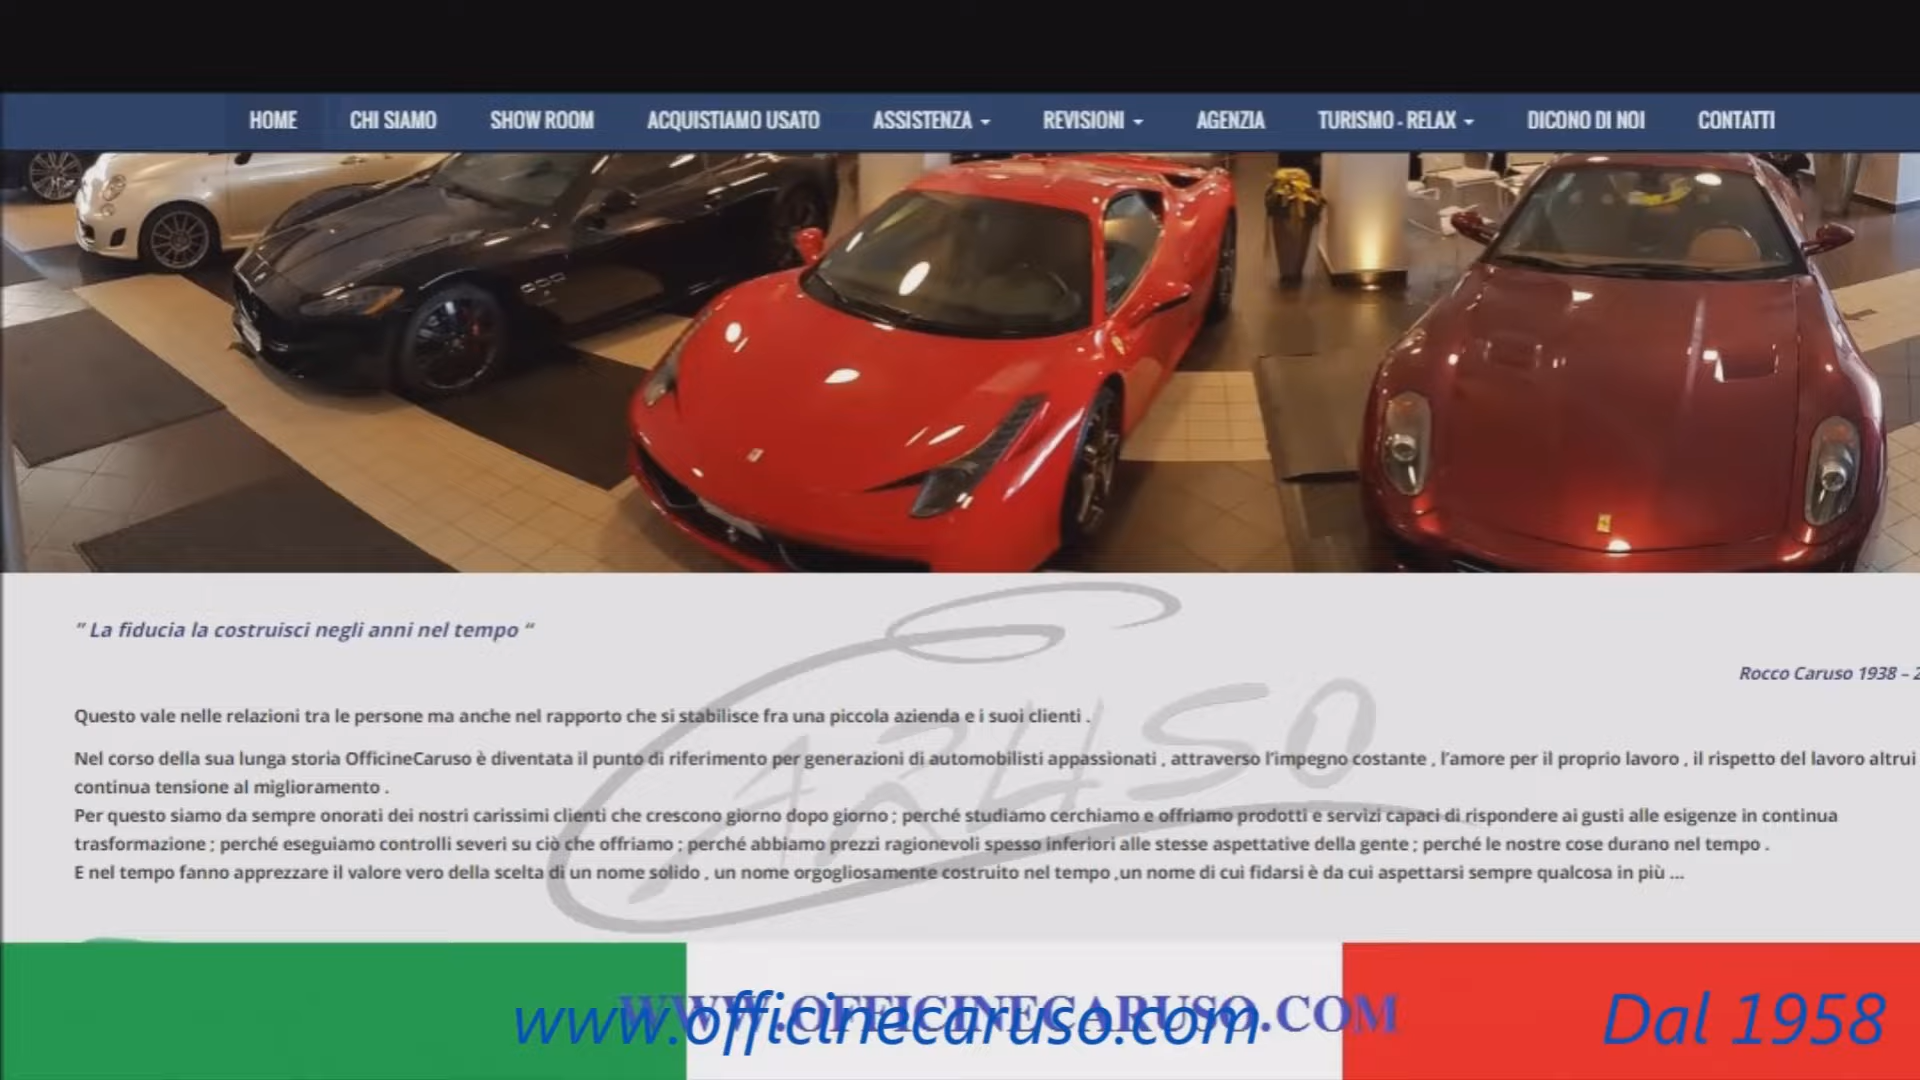 HOME CHI SIAMO SHOW ROOM ACQUISTIAMO USATO ASSISTENZA REVISIONI AGENZIA TURISMO - RELAX DICONO DI NOI CONTATTI
" La fiducia la costruisci negli anni nel tempo "
Rocco Caruso 1938 – 2
Questo vale nelle relazioni tra le persone ma anche nel rapporto che si stabilisce fra una piccola azienda e i suoi clienti .
Nel corso della sua lunga storia OfficineCaruso è diventata il punto di riferimento per generazioni di automobilisti appassionati , attraverso l'impegno costante , l'amore per il proprio lavoro , il rispetto del lavoro altrui
continua tensione al miglioramento .
Per questo siamo da sempre onorati dei nostri carissimi clienti che crescono giorno dopo giorno ; perché studiamo cerchiamo e offriamo prodotti e servizi capaci di rispondere ai gusti alle esigenze in continua
trasformazione ; perché eseguiamo controlli severi su ciò che offriamo ; perché abbiamo prezzi ragionevoli spesso inferiori alle stesse aspettative della gente ; perché le nostre cose durano nel tempo .
E nel tempo fanno apprezzare il valore vero della scelta di un nome solido , un nome orgogliosamente costruito nel tempo ,un nome di cui fidarsi è da cui aspettarsi sempre qualcosa in più ...
CARUSO
WWW.OFFICINECARUSO.COM
www.officinecaruso.com
Dal 1958